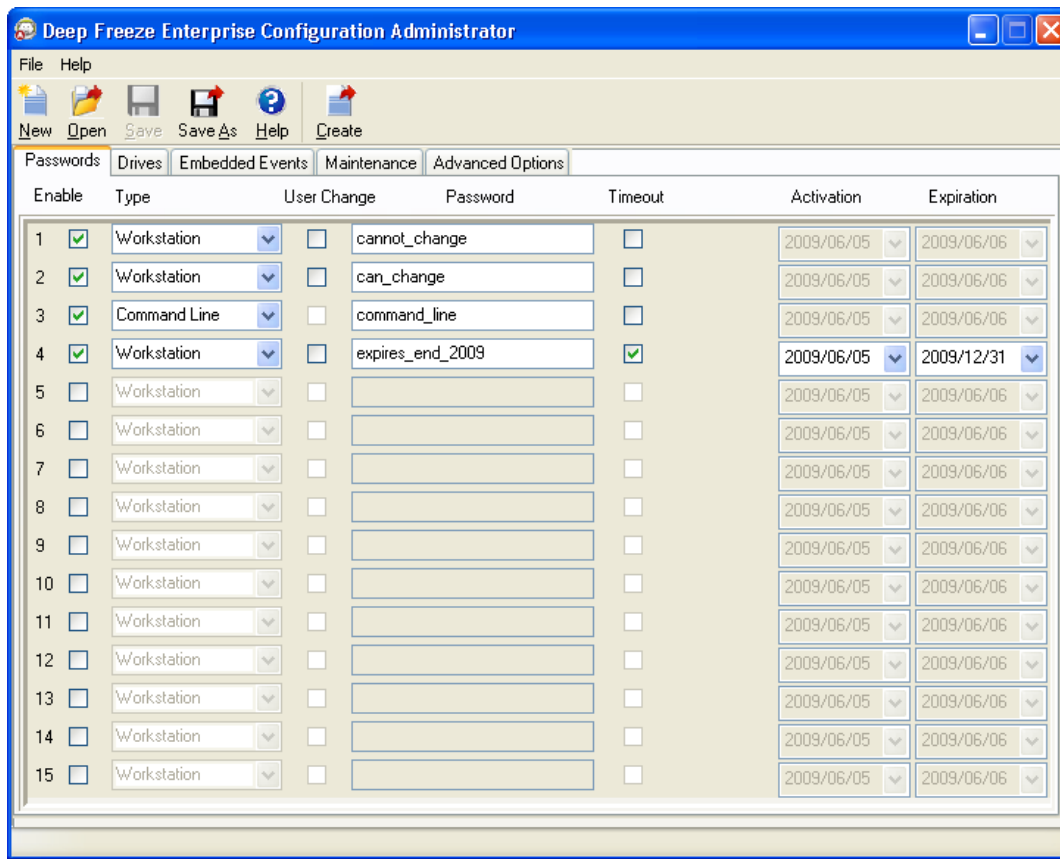 Deep Freeze Enterprise Configuration Administrator
File Help
New Open Save Save As Help Create
Passwords Drives Embedded Events Maintenance Advanced Options
Enable Type User Change Password Timeout Activation Expiration
1 Workstation cannot_change 2009/06/05 2009/06/06
2 Workstation can_change 2009/06/05 2009/06/06
3 Command Line command_line 2009/06/05 2009/06/06
4 Workstation expires_end_2009 2009/06/05 2009/12/31
5 Workstation 2009/06/05 2009/06/06
6 Workstation 2009/06/05 2009/06/06
7 Workstation 2009/06/05 2009/06/06
8 Workstation 2009/06/05 2009/06/06
9 Workstation 2009/06/05 2009/06/06
10 Workstation 2009/06/05 2009/06/06
11 Workstation 2009/06/05 2009/06/06
12 Workstation 2009/06/05 2009/06/06
13 Workstation 2009/06/05 2009/06/06
14 Workstation 2009/06/05 2009/06/06
15 Workstation 2009/06/05 2009/06/06